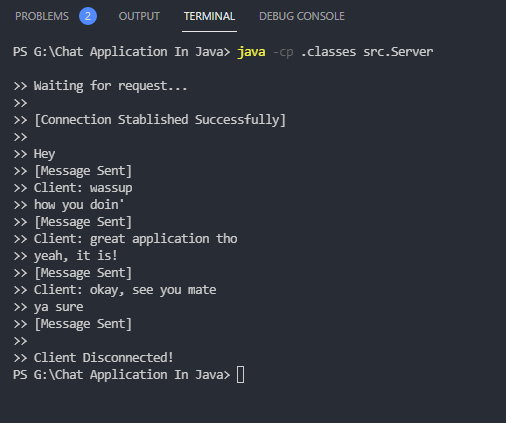 PROBLEMS 2 OUTPUT TERMINAL DEBUG CONSOLE
PS G:\Chat Application In Java> java -cp .classes src.Server
>> Waiting for request...
>>
>> [Connection Stablished Successfully]
>>
>> Hey
>> [Message Sent]
>> Client: wassup
>> how you doin'
>> [Message Sent]
>> Client: great application tho
>> yeah, it is!
>> [Message Sent]
>> Client: okay, see you mate
>> ya sure
>> [Message Sent]
>>
>> Client Disconnected!
PS G:\Chat Application In Java>